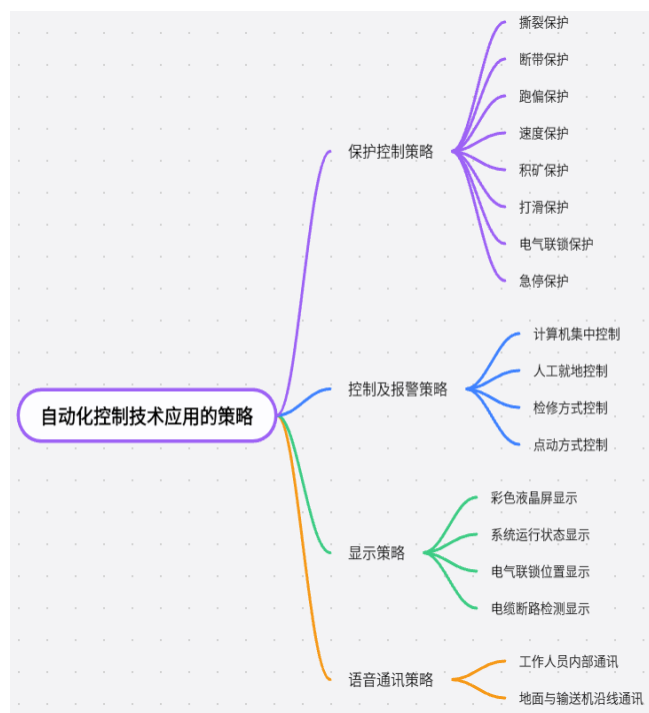 自动化控制技术应用的策略
保护控制策略
撕裂保护
断带保护
跑偏保护
速度保护
积矿保护
打滑保护
电气联锁保护
急停保护
控制及报警策略
计算机集中控制
人工就地控制
检修方式控制
点动方式控制
显示策略
彩色液晶屏显示
系统运行状态显示
电气联锁位置显示
电缆断路检测显示
语音通讯策略
工作人员内部通讯
地面与输送机沿线通讯